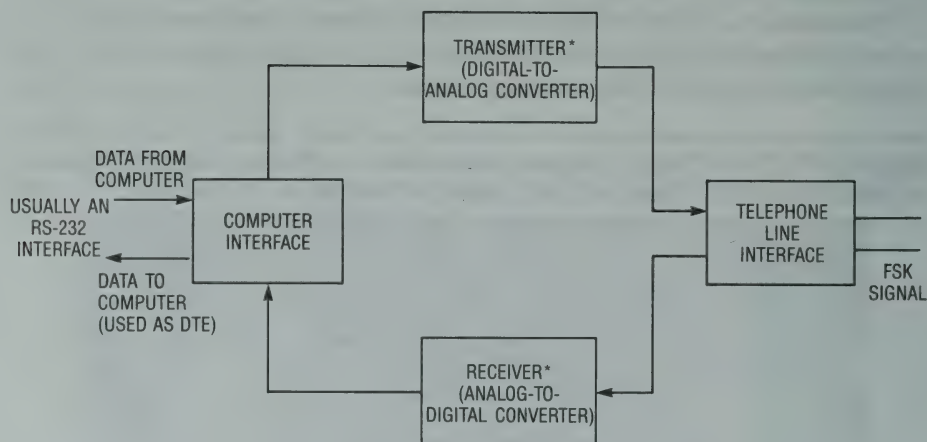 TRANSMITTER*
(DIGITAL-TO-
ANALOG CONVERTER)
DATA FROM
COMPUTER
USUALLY AN
RS-232
INTERFACE
DATA TO
COMPUTER
(USED AS DTE)
COMPUTER
INTERFACE
TELEPHONE
LINE
INTERFACE
FSK
SIGNAL
RECEIVER*
(ANALOG-TO-
DIGITAL CONVERTER)